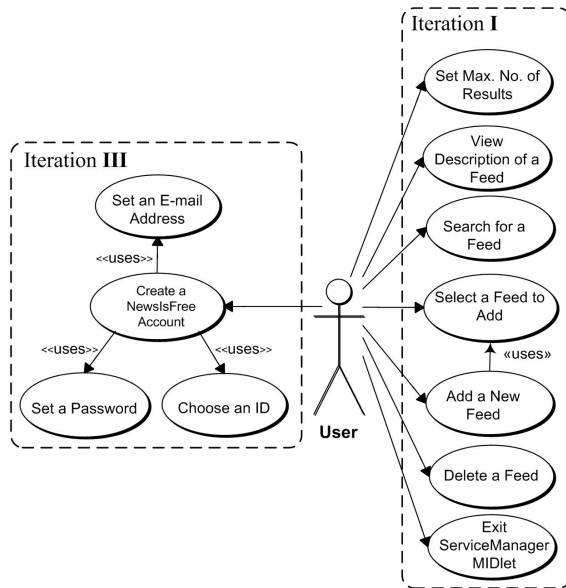 Iteration I
Set Max. No. of
Results
View
Description of a
Feed
Search for a
Feed
Select a Feed to
Add
«uses»
Add a New
Feed
Delete a Feed
Exit
ServiceManager
MIDlet
Iteration III
Set an E-mail
Address
<<uses>>
Create a
NewsIsFree
Account
<<uses>>
<<uses>>
Set a Password
Choose an ID
User